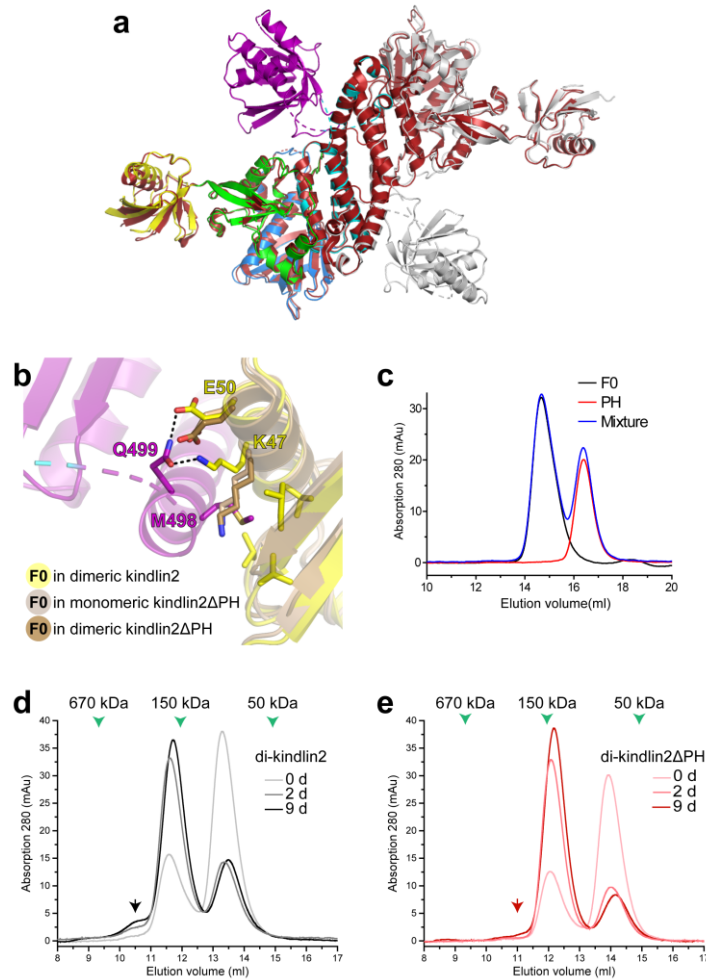 a
b
E50
Q499
K47
M498
F0 in dimeric kindlin2
F0 in monomeric kindlin2ΔPH
F0 in dimeric kindlin2ΔPH
c
F0
PH
Mixture
Absorption 280 (mAu)
40
30
20
10
0
10 12 14 16 18 20
Elution volume(ml)
d
670 kDa 150 kDa 50 kDa
di-kindlin2
0 d
2 d
9 d
Absorption 280 (mAu)
40
35
30
25
20
15
10
5
0
8 9 10 11 12 13 14 15 16 17
Elution volume (ml)
e
670 kDa 150 kDa 50 kDa
di-kindlin2ΔPH
0 d
2 d
9 d
Absorption 280 (mAu)
40
35
30
25
20
15
10
5
0
8 9 10 11 12 13 14 15 16 17
Elution volume (ml)